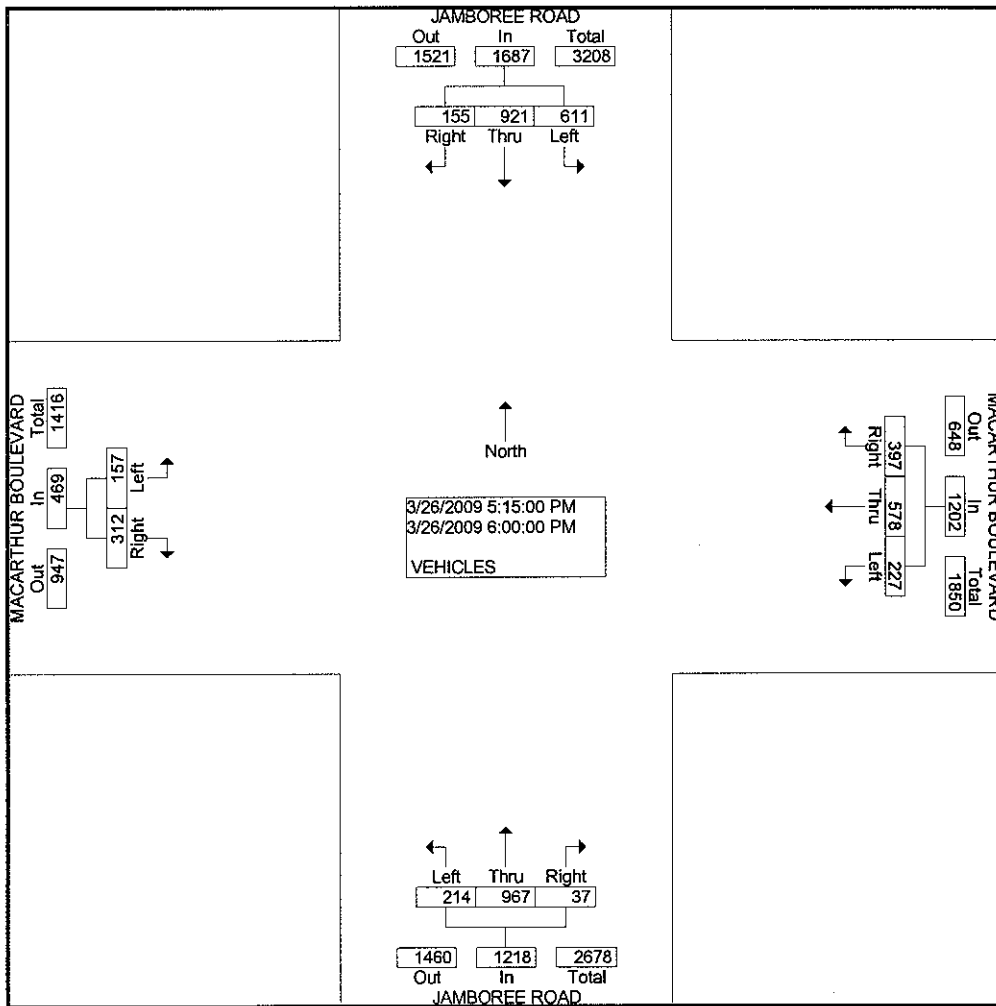 JAMBOREE ROAD
Out In Total
1521 1687 3208
155 921 611
Right Thru Left
MACARTHUR BOULEVARD
Total In Out
1416 469 947
157 312
Left Right
North
3/26/2009 5:15:00 PM
3/26/2009 6:00:00 PM
VEHICLES
MACARTHUR BOULEVARD
Out In Total
648 1202 1850
Right Thru Left
397 578 227
Left Thru Right
214 967 37
1460 1218 2678
Out In Total
JAMBOREE ROAD